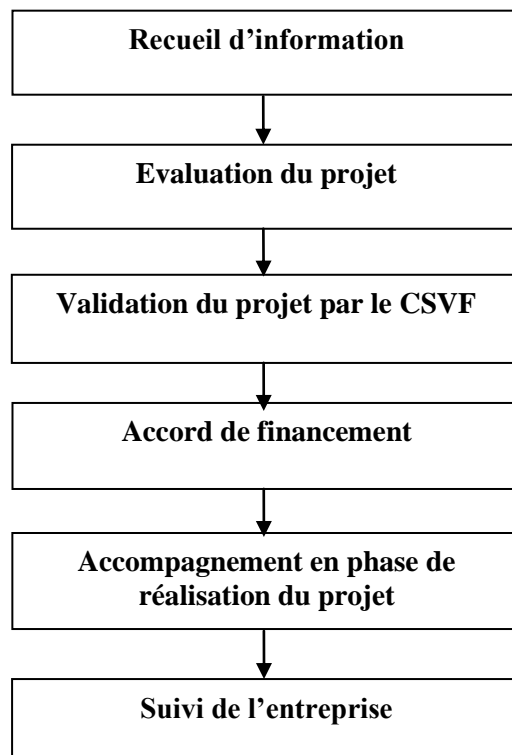 Recueil d’information
Evaluation du projet
Validation du projet par le CSVF
Accord de financement
Accompagnement en phase de
réalisation du projet
Suivi de l’entreprise